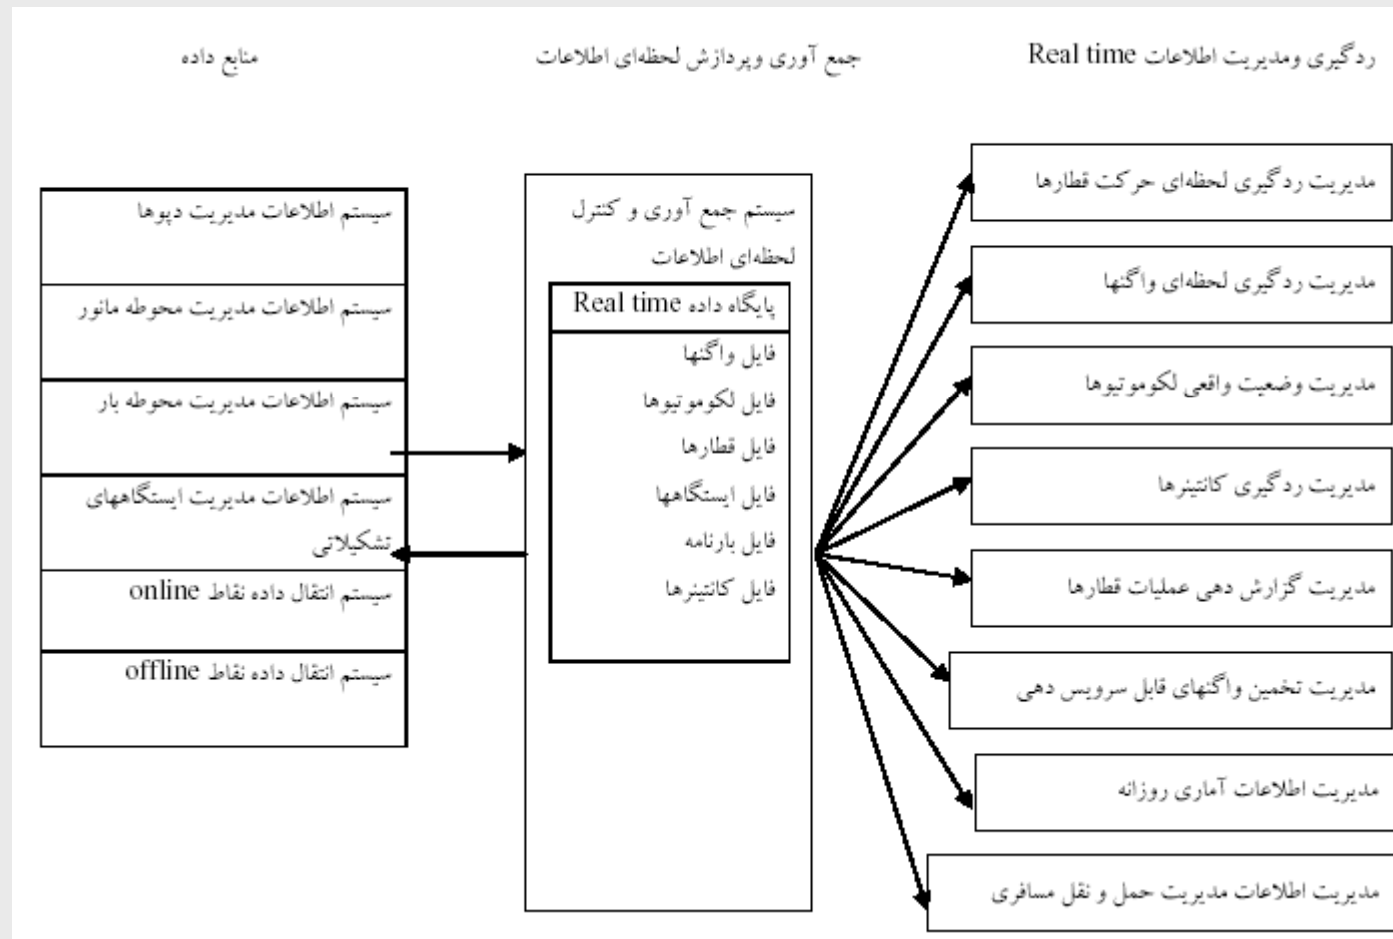 ردگیری ومدیریت اطلاعات Real time
جمع آوری وپردازش لحظه‌ای اطلاعات
منابع داده
مدیریت ردگیری لحظه‌ای حرکت قطارها
مدیریت ردگیری لحظه‌ای واگنها
مدیریت وضعیت واقعی لکوموتیوها
مدیریت ردگیری کانتینرها
مدیریت گزارش دهی عملیات قطارها
مدیریت تخمین واگنهای قابل سرویس دهی
مدیریت اطلاعات آماری روزانه
مدیریت اطلاعات مدیریت حمل و نقل مسافری
سیستم جمع آوری و کنترل
لحظه‌ای اطلاعات
پایگاه داده Real time
فایل واگنها
فایل لکوموتیوها
فایل قطارها
فایل ایستگاهها
فایل بارنامه
فایل کانتینرها
سیستم اطلاعات مدیریت دپوها
سیستم اطلاعات مدیریت محوطه مانور
سیستم اطلاعات مدیریت محوطه بار
سیستم اطلاعات مدیریت ایستگاههای
تشکیلاتی
سیستم انتقال داده نقاط online
سیستم انتقال داده نقاط offline